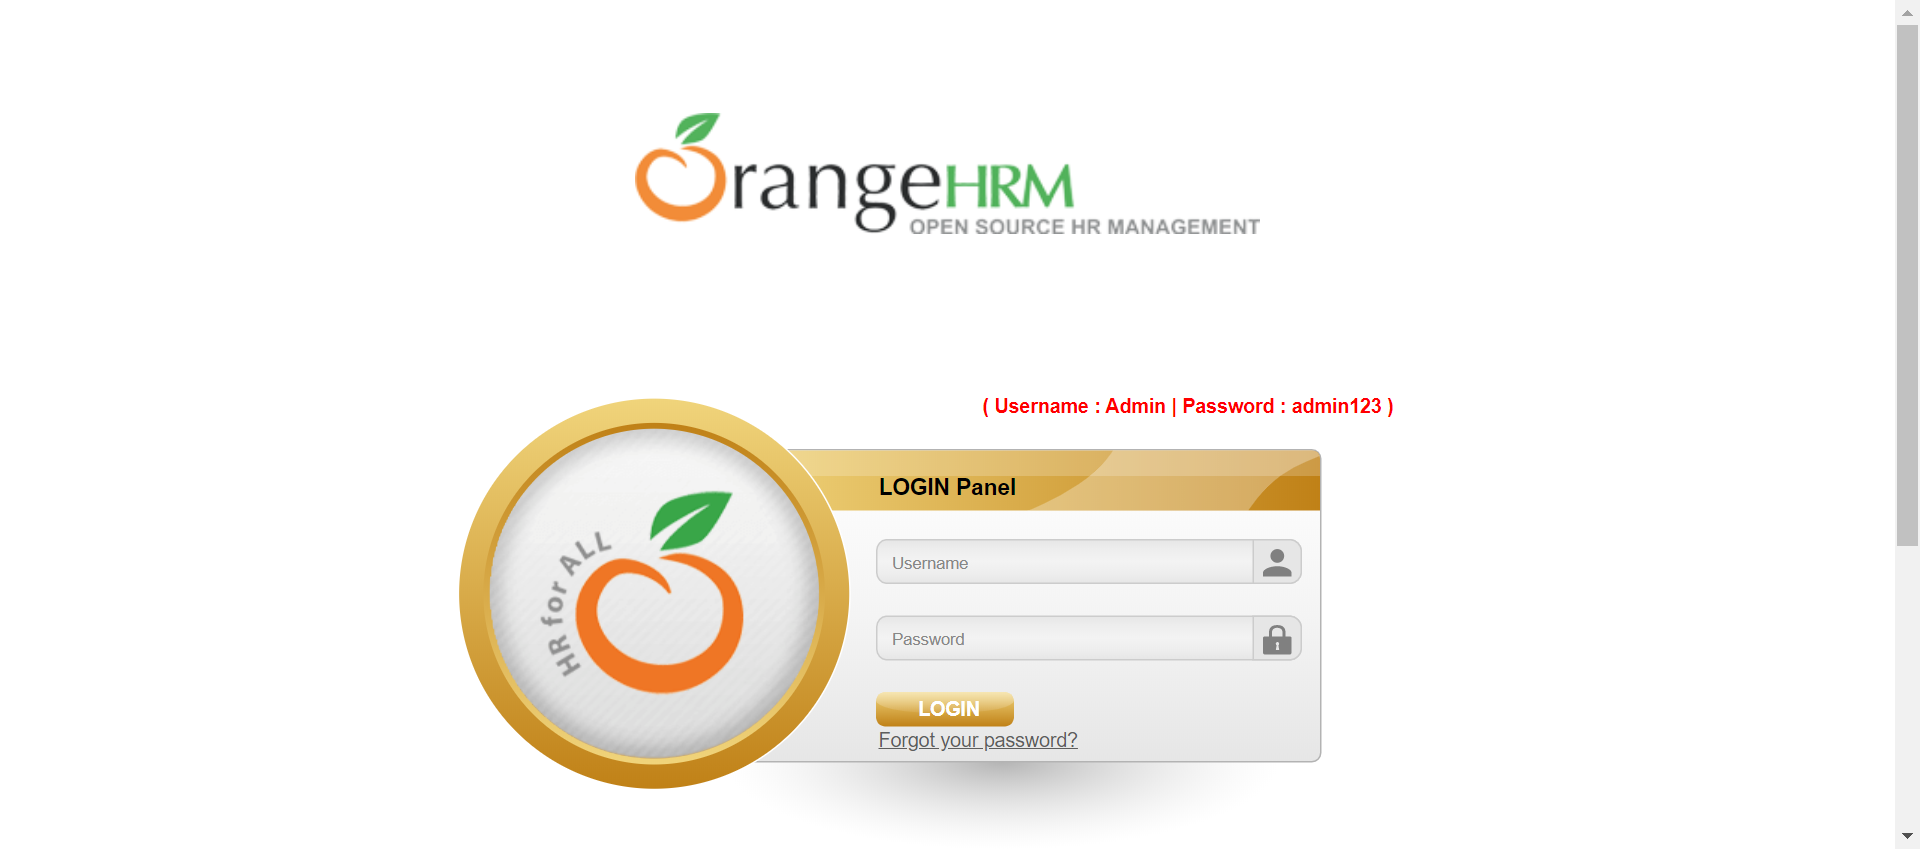 OrangeHRM
OPEN SOURCE HR MANAGEMENT
( Username : Admin | Password : admin123 )
HR for ALL
LOGIN Panel
Username
Password
LOGIN
Forgot your password?